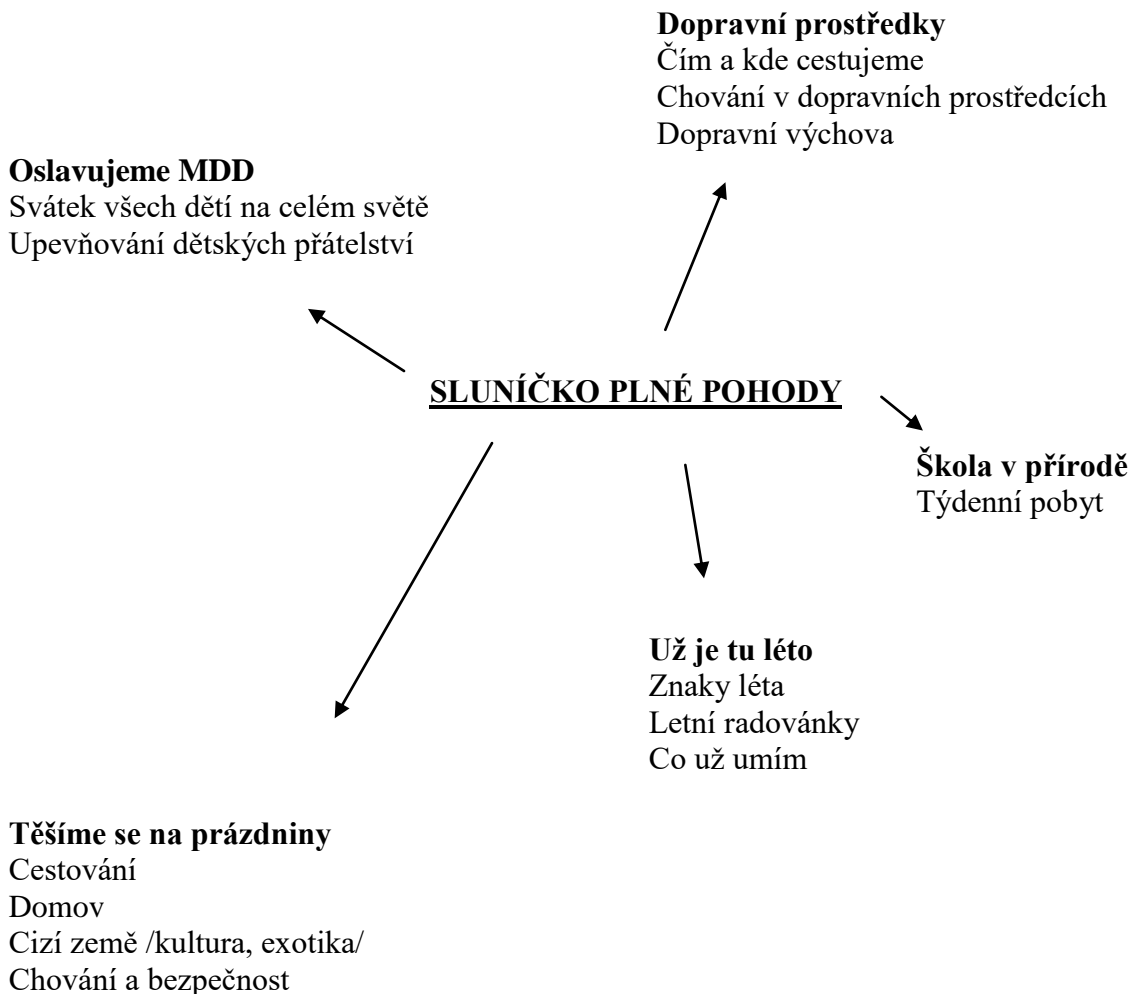 Dopravní prostředky
Čím a kde cestujeme
Chování v dopravních prostředcích
Dopravní výchova
Oslavujeme MDD
Svátek všech dětí na celém světě
Upevňování dětských přátelství
SLUNÍČKO PLNÉ POHODY
Škola v přírodě
Týdenní pobyt
Už je tu léto
Znaky léta
Letní radovánky
Co už umím
Těšíme se na prázdniny
Cestování
Domov
Cizí země /kultura, exotika/
Chování a bezpečnost